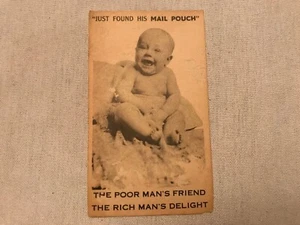 "JUST FOUND HIS MAIL POUCH"
THE POOR MAN'S FRIEND
THE RICH MAN'S DELIGHT